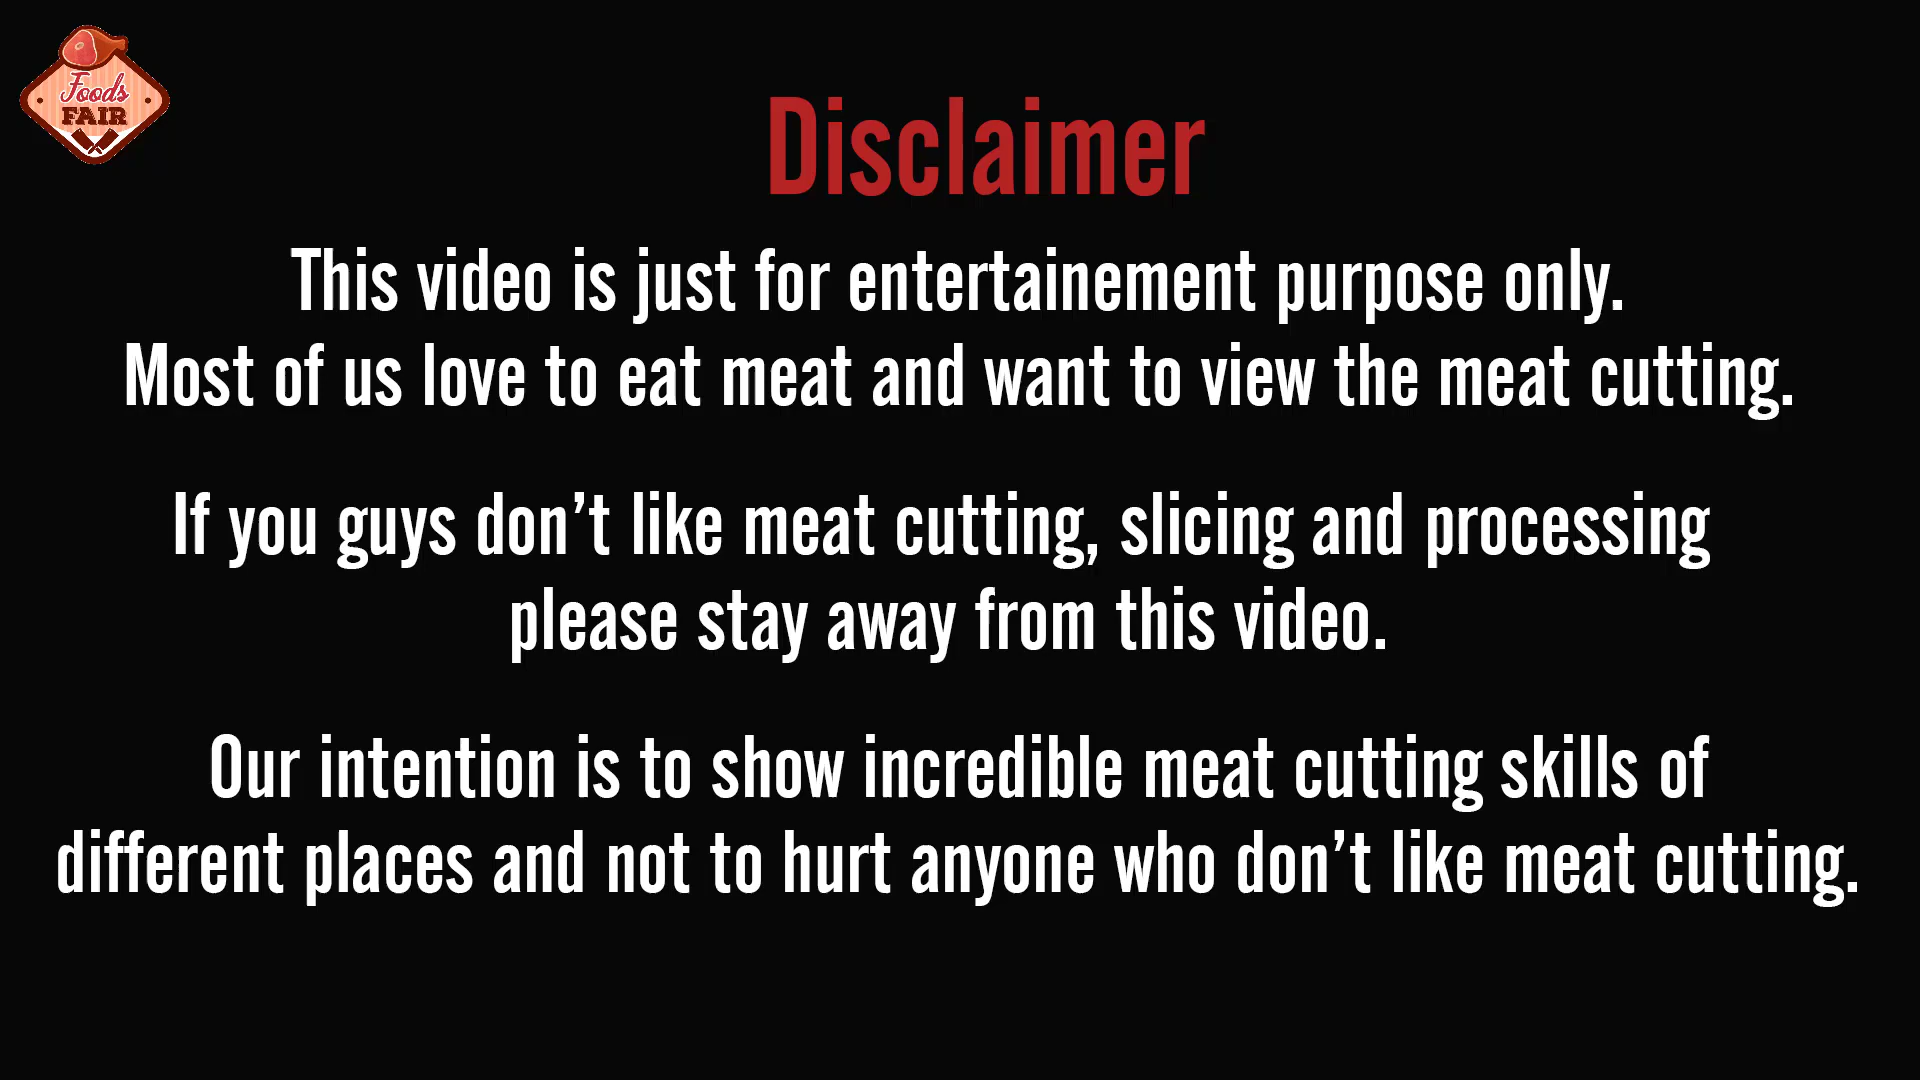 Foods
FAIR
Disclaimer
This video is just for entertainement purpose only.
Most of us love to eat meat and want to view the meat cutting.
If you guys don’t like meat cutting, slicing and processing
please stay away from this video.
Our intention is to show incredible meat cutting skills of
different places and not to hurt anyone who don’t like meat cutting.